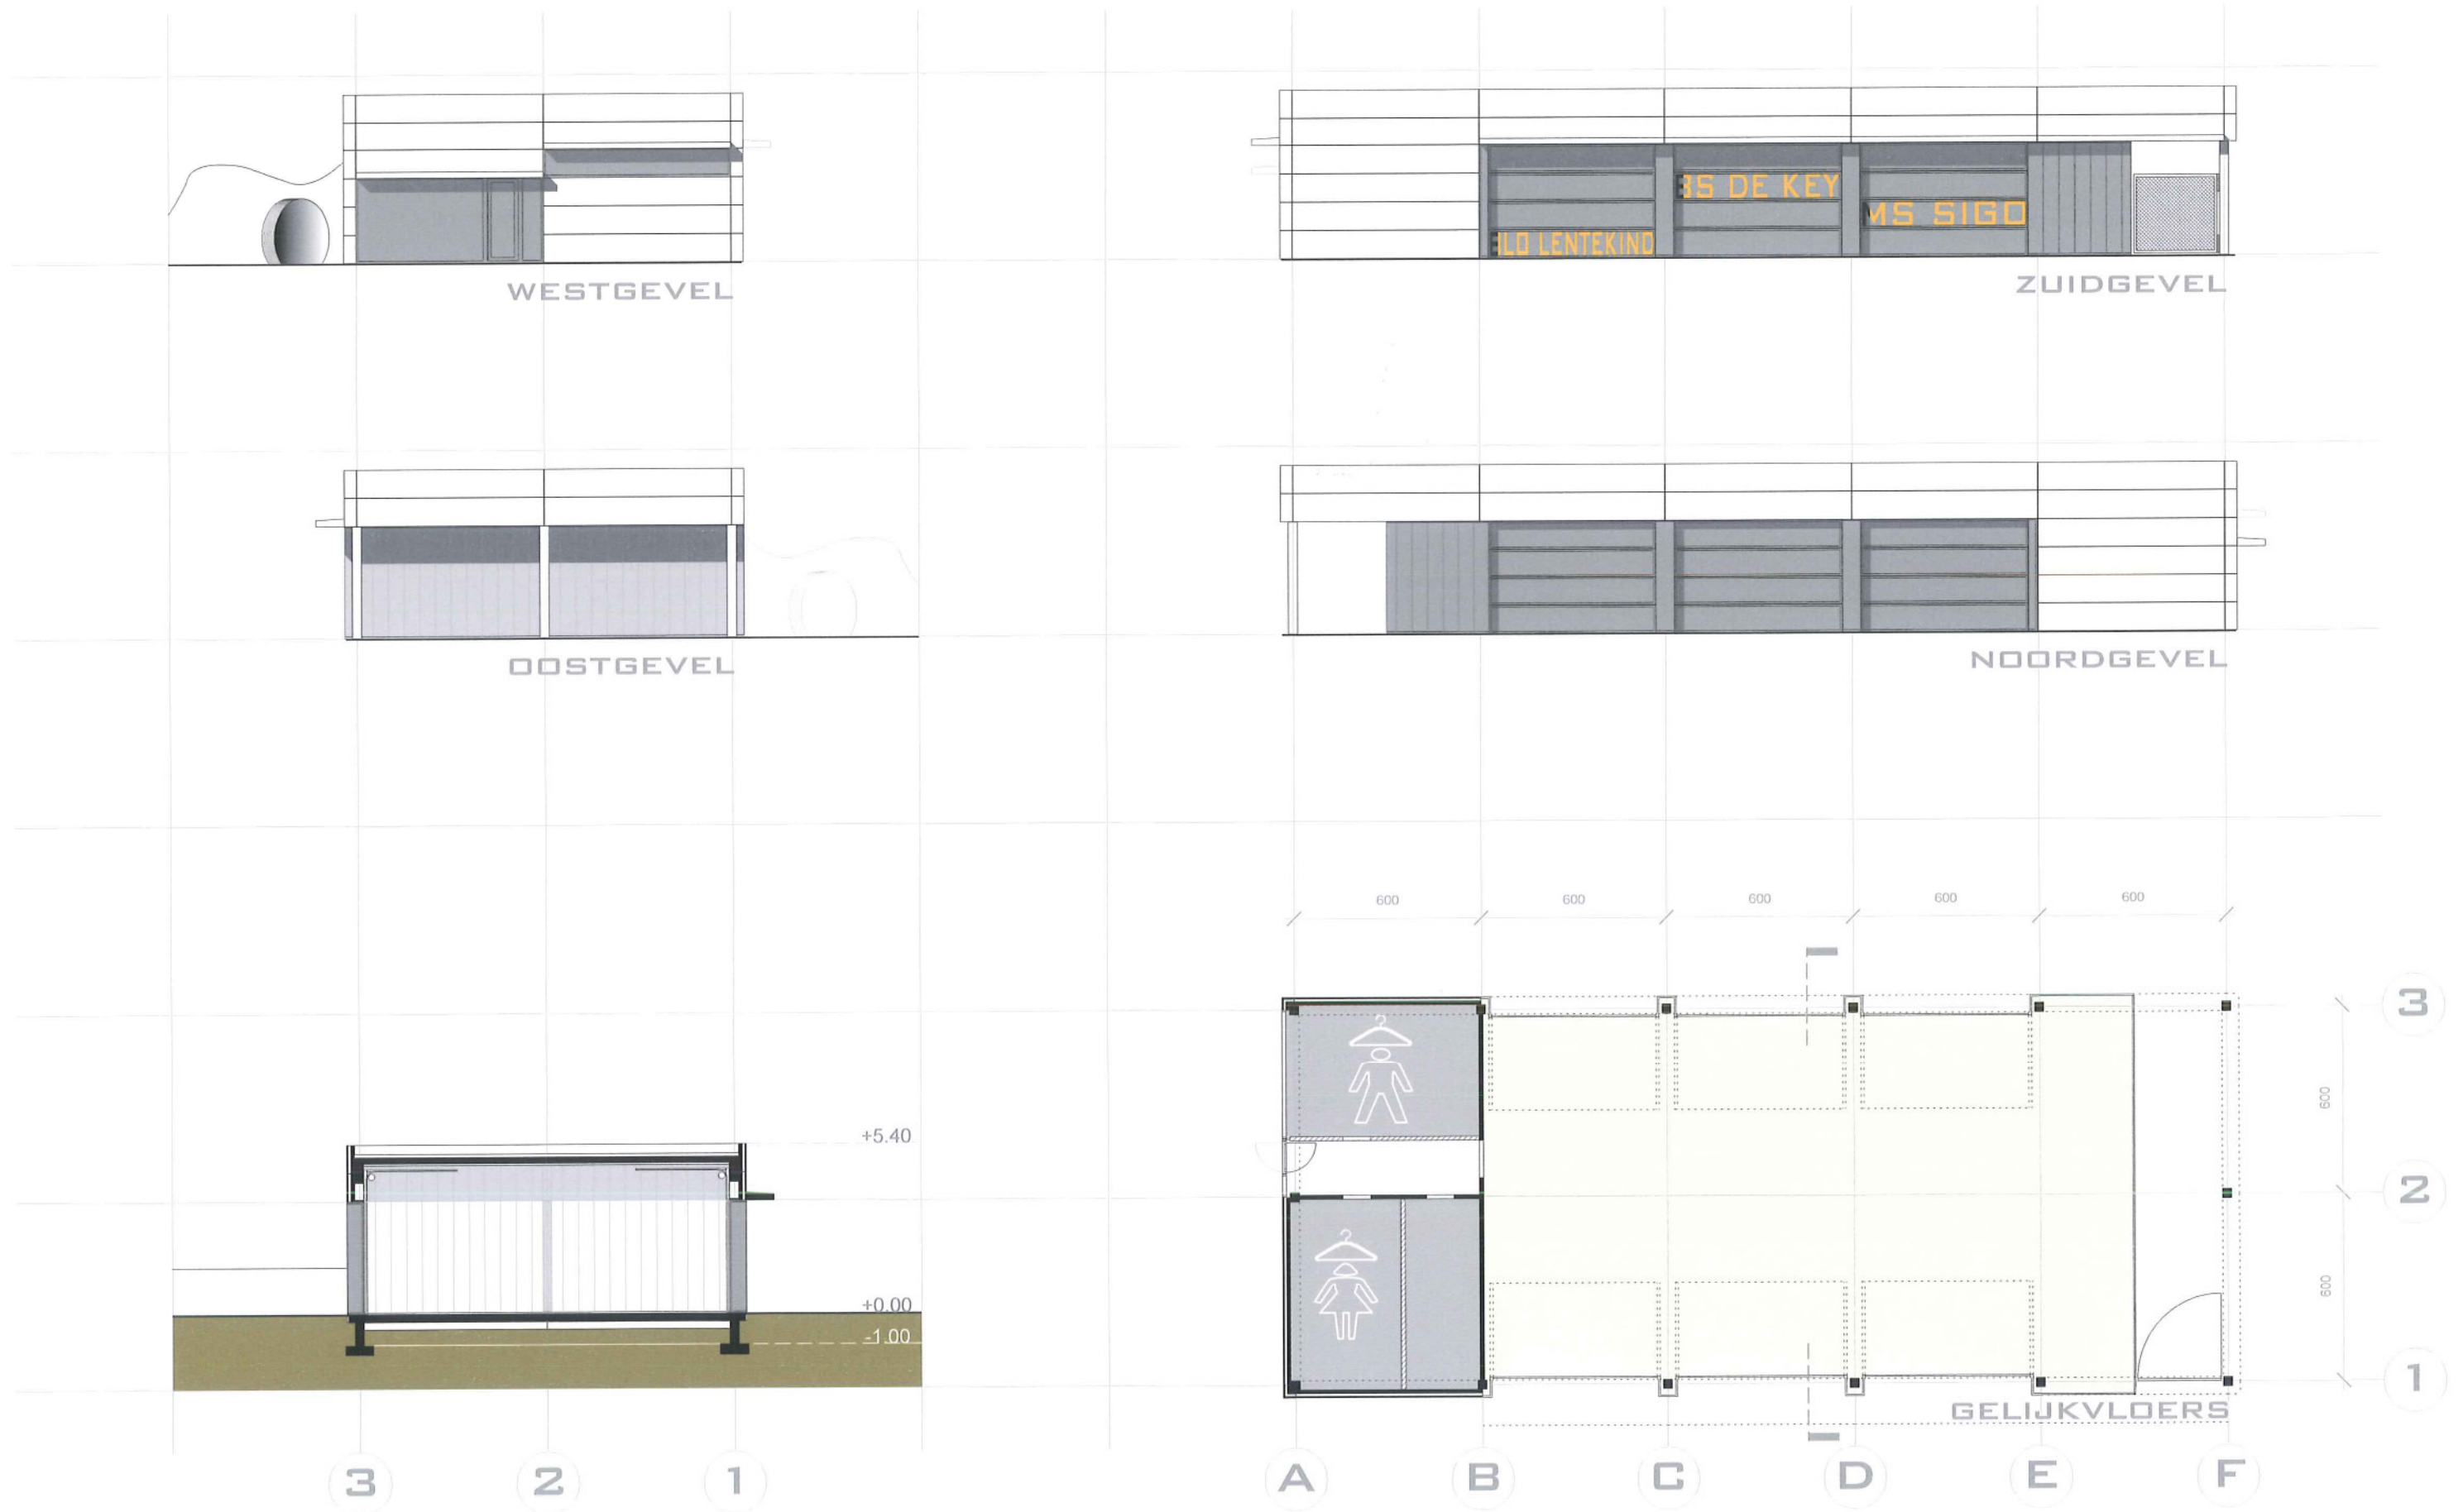 BS DE KEY
MS SIGO
ILO LENTEKIND
WESTGEVEL
ZUIDGEVEL
OOSTGEVEL
NOORDGEVEL
600 600 600 600 600
3
600
+5.40
2
600
+0.00
-1.00
1
GELIJKVLOERS
3 2 1 A B C D E F